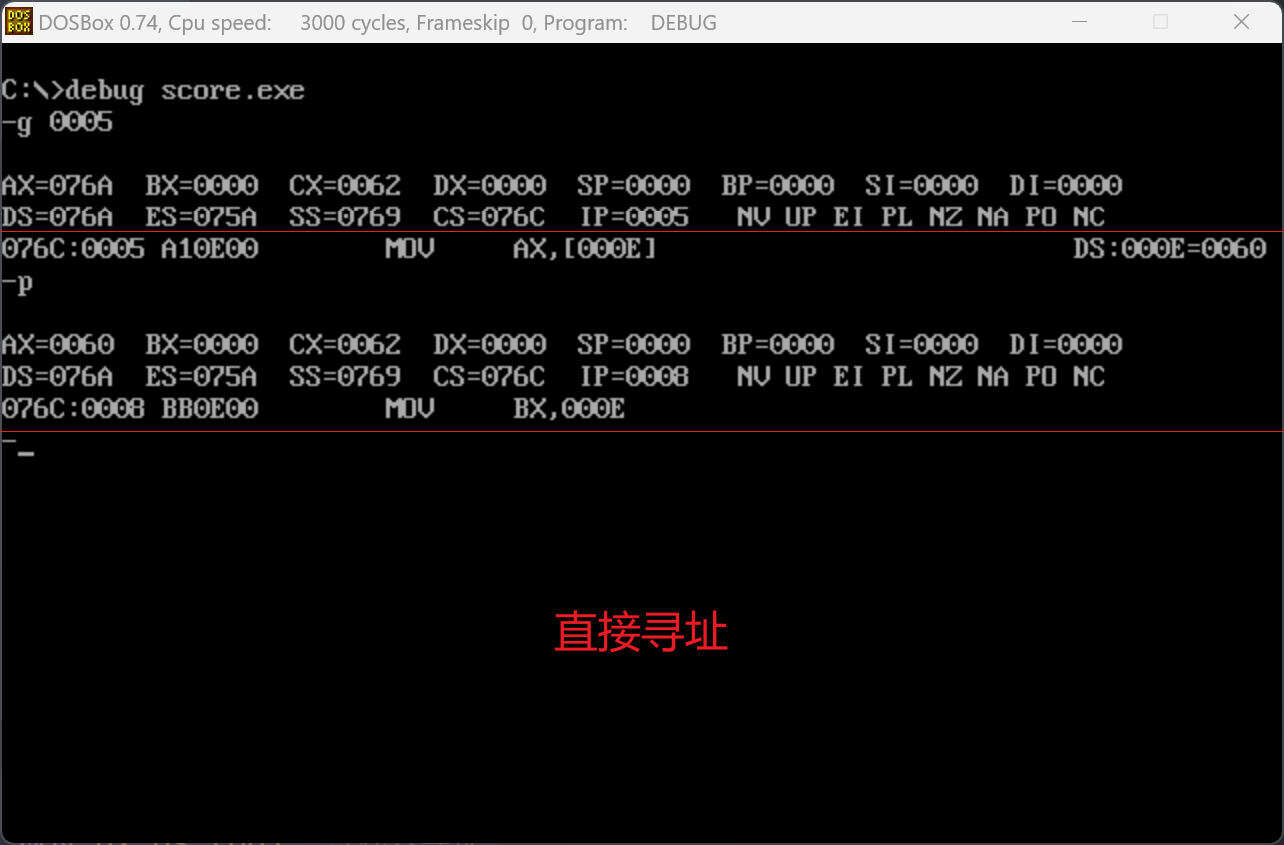 DOSBox 0.74, Cpu speed: 3000 cycles, Frameskip 0, Program: DEBUG
C:\>debug score.exe
-g 0005
AX=076A BX=0000 CX=0062 DX=0000 SP=0000 BP=0000 SI=0000 DI=0000
DS=076A ES=075A SS=0769 CS=076C IP=0005 NV UP EI PL NZ NA PO NC
076C:0005 A10E00 MOV AX,[000E] DS:000E=0060
-p
AX=0060 BX=0000 CX=0062 DX=0000 SP=0000 BP=0000 SI=0000 DI=0000
DS=076A ES=075A SS=0769 CS=076C IP=0008 NV UP EI PL NZ NA PO NC
076C:0008 BB0E00 MOV BX,000E
-_
直接寻址